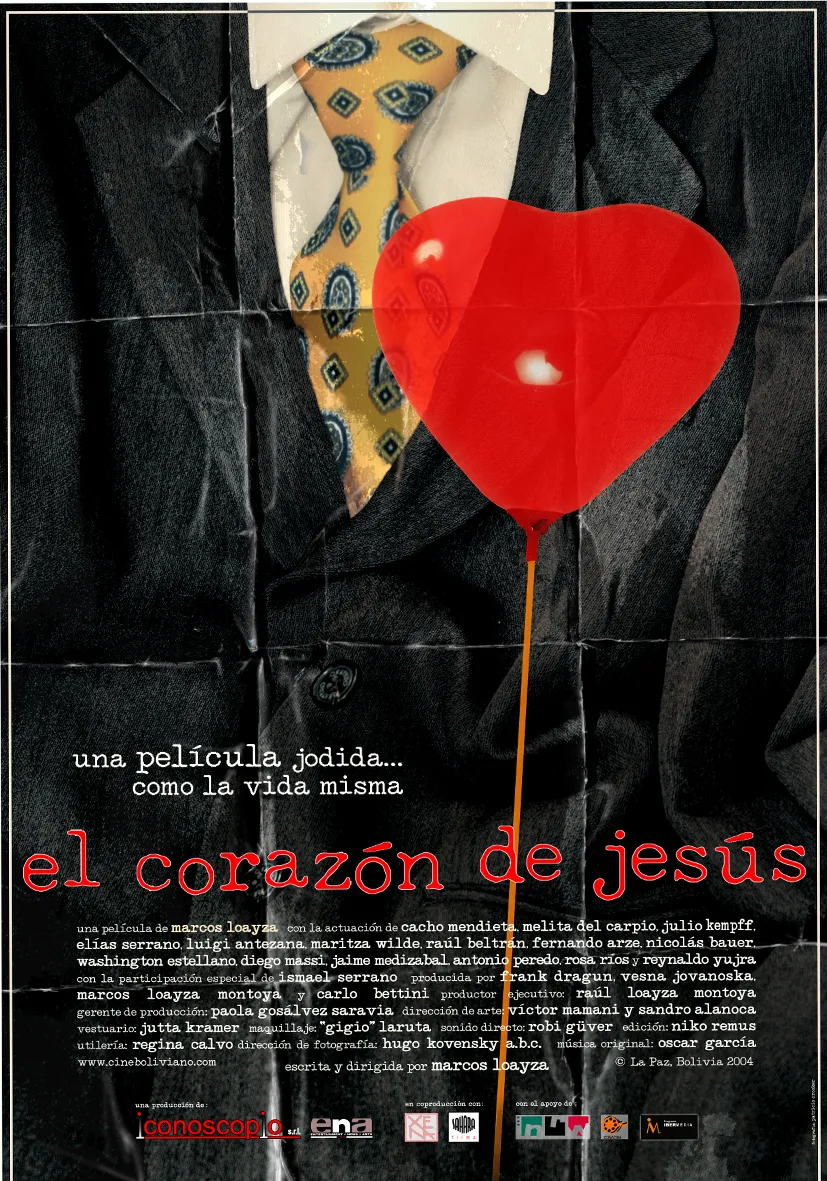 una película jodida...
como la vida misma
el corazón de jesús
una película de marcos loayza con la actuación de cacho mendieta, melita del carpio, julio kempff,
elías serrano, luigi antezana, maritza wilde, raúl beltrán, fernando arze, nicolás bauer,
washington estellano, diego massi, jaime medizabal, antonio peredo, rosa ríos y reynaldo yujra
con la participación especial de ismael serrano producida por frank dragun, vesna jovanoska,
marcos loayza montoya y carlo bettini productor ejecutivo: raúl loayza montoya
gerente de producción: paola gosálvez saravia dirección de arte: víctor mamani y sandro alanoca
vestuario: jutta kramer maquillaje: "gigio" laruta sonido directo: robi güver edición: niko remus
utilería: regina calvo dirección de fotografía: hugo kovensky a.b.c. música original: oscar garcía
www.cineboliviano.com escrita y dirigida por marcos loayza © La Paz, Bolivia 2004
una producción de: en coproducción con: con el apoyo de:
iconoscopio s.r.l. ena
IBERMEDIA